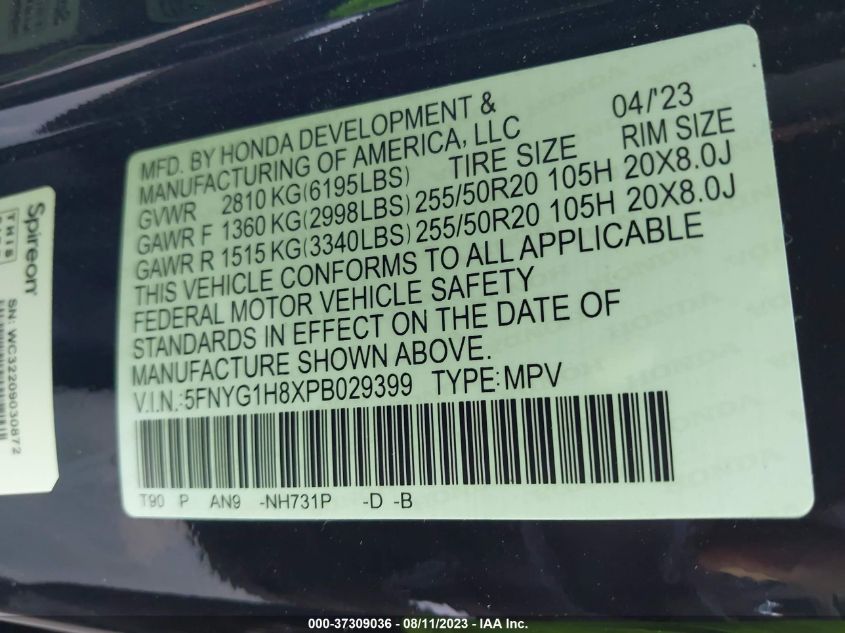 MFD. BY HONDA DEVELOPMENT & 04/'23
MANUFACTURING OF AMERICA, LLC
GVWR 2810 KG(6195LBS) TIRE SIZE RIM SIZE
GAWR F 1360 KG(2998LBS) 255/50R20 105H 20X8.0J
GAWR R 1515 KG(3340LBS) 255/50R20 105H 20X8.0J
THIS VEHICLE CONFORMS TO ALL APPLICABLE
FEDERAL MOTOR VEHICLE SAFETY
STANDARDS IN EFFECT ON THE DATE OF
MANUFACTURE SHOWN ABOVE.
V.I.N.:5FNYG1H8XPB029399 TYPE:MPV
T90 P AN9 -NH731P -D -B
Spireon
THIS
SN: WC32209030872
000-37309036 - 08/11/2023 - IAA Inc.